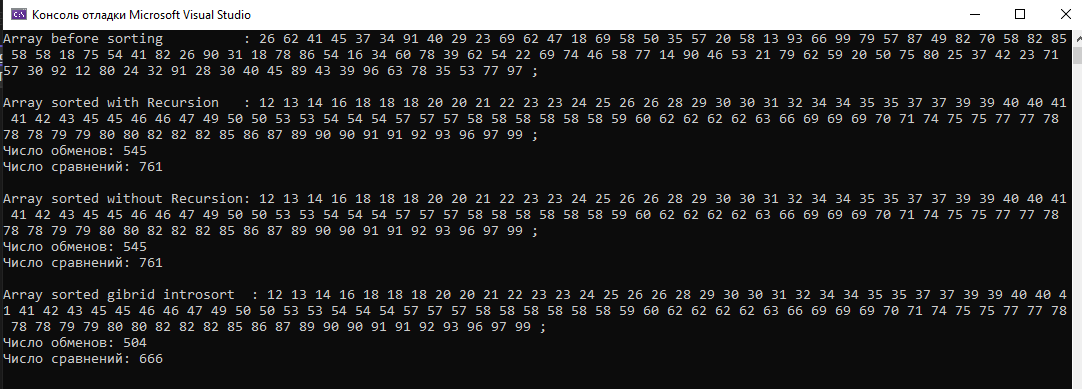 Консоль отладки Microsoft Visual Studio
Array before sorting          : 26 62 41 45 37 34 91 40 29 23 69 62 47 18 69 58 50 35 57 20 58 13 93 66 99 79 57 87 49 82 70 58 82 85
58 58 18 75 54 41 82 26 90 31 18 78 86 54 16 34 60 78 39 62 54 22 69 74 46 58 77 14 90 46 53 21 79 62 59 20 50 75 80 25 37 42 23 71
57 30 92 12 80 24 32 91 28 30 40 45 89 43 39 96 63 78 35 53 77 97 ;
Array sorted with Recursion   : 12 13 14 16 18 18 18 20 20 21 22 23 23 24 25 26 26 28 29 30 30 31 32 34 34 35 35 37 37 39 39 40 40 41
41 41 42 43 45 45 46 46 47 49 50 50 53 53 54 54 54 57 57 57 58 58 58 58 58 58 58 59 60 62 62 62 62 63 66 69 69 69 70 71 74 75 75 77 77 78
78 78 79 79 80 80 82 82 82 85 86 87 89 90 90 91 91 92 93 96 97 99 ;
Число обменов: 545
Число сравнений: 761
Array sorted without Recursion: 12 13 14 16 18 18 18 20 20 21 22 23 23 24 25 26 26 28 29 30 30 31 32 34 34 35 35 37 37 39 39 40 40 41
41 41 42 43 45 45 46 46 47 49 50 50 53 53 54 54 54 57 57 57 58 58 58 58 58 58 58 59 60 62 62 62 62 63 66 69 69 69 70 71 74 75 75 77 77 78
78 78 79 79 80 80 82 82 82 85 86 87 89 90 90 91 91 92 93 96 97 99 ;
Число обменов: 545
Число сравнений: 761
Array sorted gibrid introsort  : 12 13 14 16 18 18 18 20 20 21 22 23 23 24 25 26 26 28 29 30 30 31 32 34 34 35 35 37 37 39 39 40 40 4
1 41 41 42 43 45 45 46 46 47 49 50 50 53 53 54 54 54 57 57 57 58 58 58 58 58 58 58 59 60 62 62 62 62 63 66 69 69 69 70 71 74 75 75 77 77 78
78 78 79 79 80 80 82 82 82 85 86 87 89 90 90 91 91 92 93 96 97 99 ;
Число обменов: 504
Число сравнений: 666